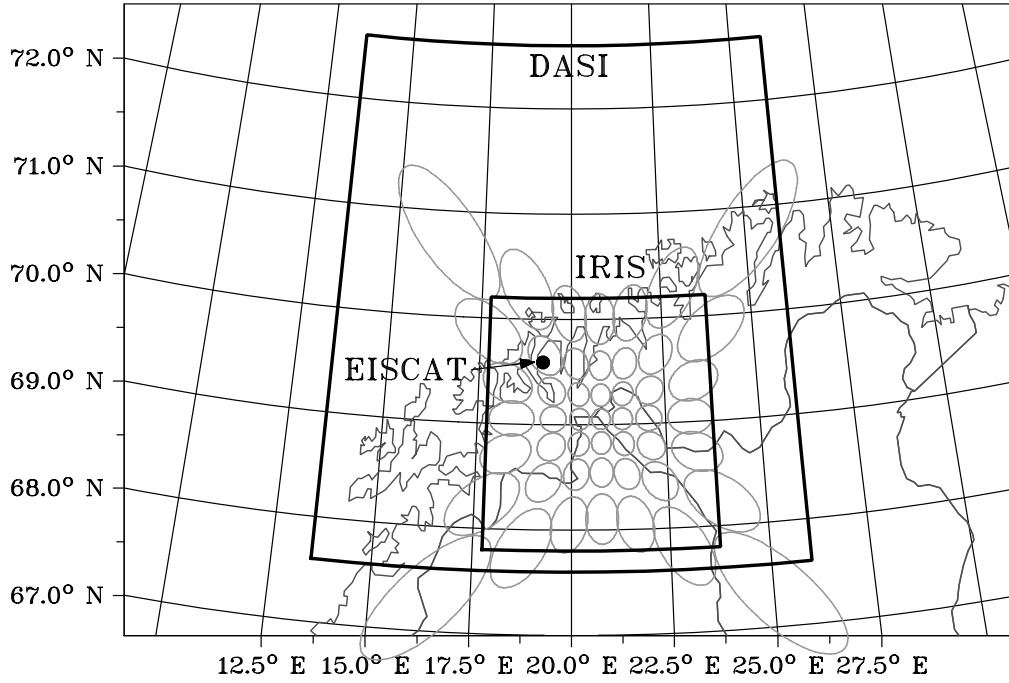 72.0° N
DASI
71.0° N
70.0° N
IRIS
EISCAT
69.0° N
68.0° N
67.0° N
12.5° E 15.0° E 17.5° E 20.0° E 22.5° E 25.0° E 27.5° E